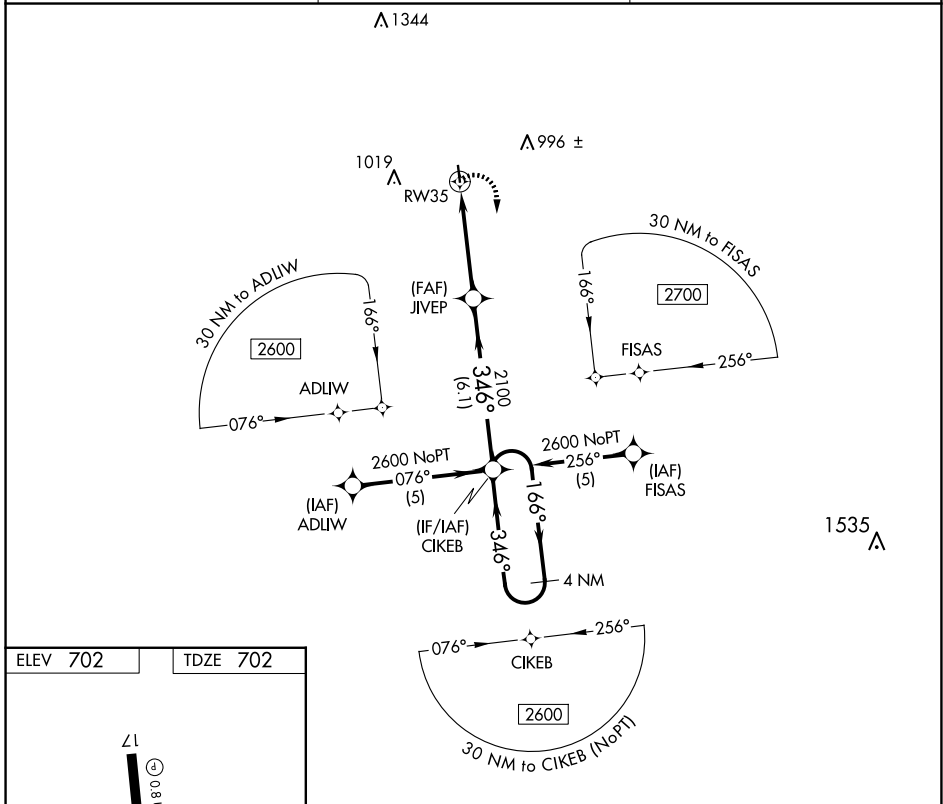 1344
996 ±
1019
RW35
30 NM to FISAS
166°
2700
FISAS
256°
30 NM to ADLIW
166°
2600
ADLIW
076°
(FAF)
JIVEP
2100
346°
(6.1)
2600 NoPT
076°
(5)
(IAF)
ADLIW
2600 NoPT
256°
(5)
(IAF)
FISAS
(IF/IAF)
CIKEB
166°
346°
4 NM
1535
076°
256°
CIKEB
2600
30 NM to CIKEB (NoPT)
ELEV 702
TDZE 702
17
P 0.8